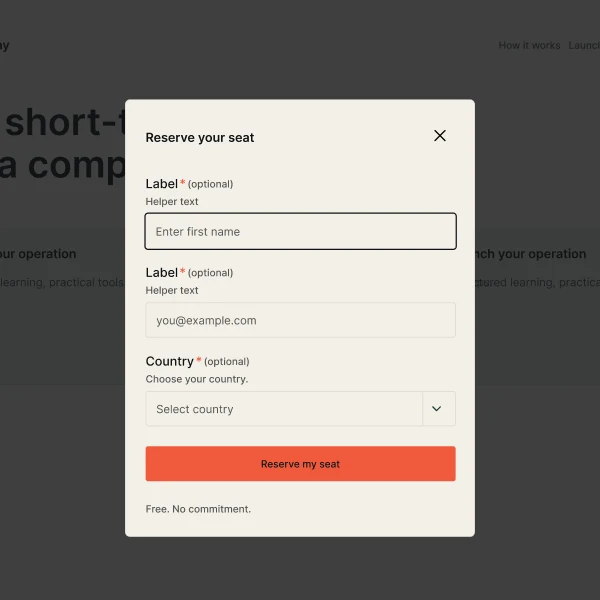 How it works Launc
short-t
a comp
Reserve your seat
Label * (optional)
Helper text
Enter first name
Label * (optional)
Helper text
you@example.com
Country * (optional)
Choose your country.
Select country
Reserve my seat
Free. No commitment.
ur operation
nch your operation
learning, practical tools
tured learning, practica